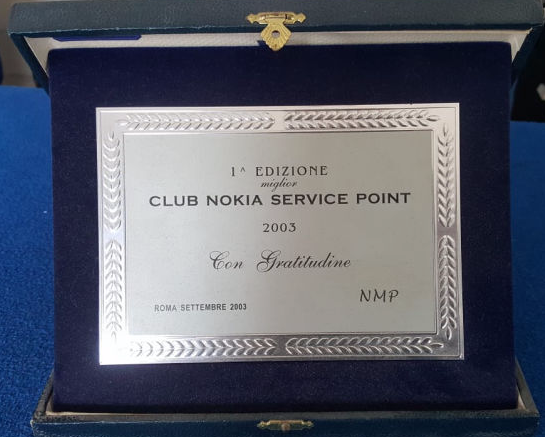 1^ EDIZIONE
miglior
CLUB NOKIA SERVICE POINT
2003
Con Gratitudine
NMP
ROMA SETTEMBRE 2003